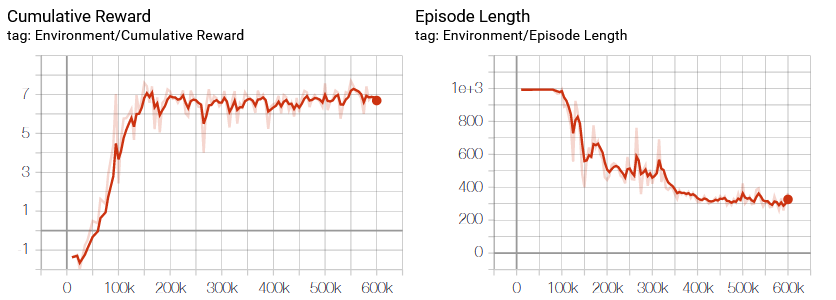 Cumulative Reward
tag: Environment/Cumulative Reward
7
5
3
1
1
0 100k 200k 300k 400k 500k 600k
Episode Length
tag: Environment/Episode Length
1e+3
800
600
400
200
0
0 100k 200k 300k 400k 500k 600k